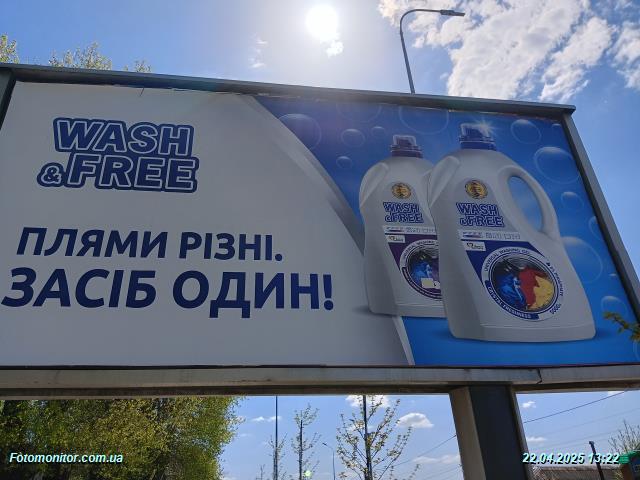 WASH
& FREE
ПЛЯМИ РІЗНІ.
ЗАСІБ ОДИН!
WASH
& FREE
WASH
& FREE
Fotomonitor.com.ua
22.04.2025 13:22